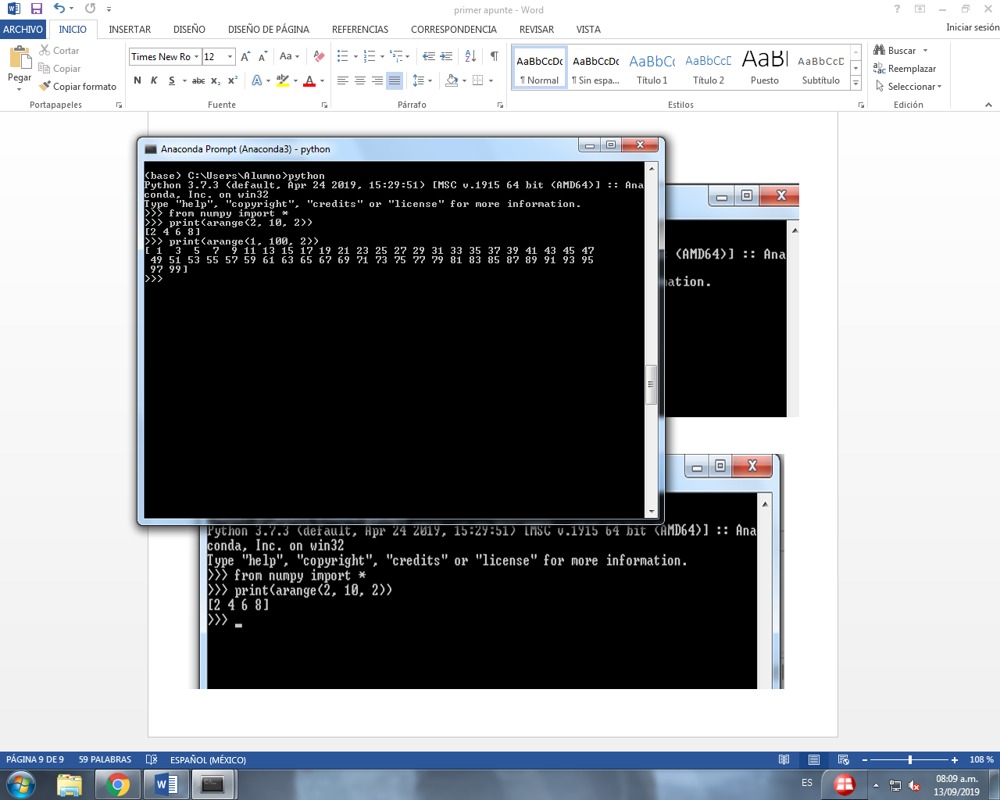 primer apunte - Word
ARCHIVO INICIO INSERTAR DISEÑO DISEÑO DE PÁGINA REFERENCIAS CORRESPONDENCIA REVISAR VISTA Iniciar sesión
Pegar
Cortar
Copiar
Copiar formato
Portapapeles
Times New Ro 12
N K S abc x₂ x²
Fuente
Párrafo
AaBbCcDc AaBbCcDc AaBbCc AaBbCcD AaBl AaBbCcD
¶ Normal ¶ Sin espa... Título 1 Título 2 Puesto Subtítulo
Estilos
Buscar
Reemplazar
Seleccionar
Edición
Anaconda Prompt (Anaconda3) - python
(base) C:\Users\Alumno>python
Python 3.7.3 (default, Apr 24 2019, 15:29:51) [MSC v.1915 64 bit (AMD64)] :: Ana
conda, Inc. on win32
Type "help", "copyright", "credits" or "license" for more information.
>>> from numpy import *
>>> print(arange(2, 10, 2))
[2 4 6 8]
>>> print(arange(1, 100, 2))
[ 1  3  5  7  9 11 13 15 17 19 21 23 25 27 29 31 33 35 37 39 41 43 45 47
 49 51 53 55 57 59 61 63 65 67 69 71 73 75 77 79 81 83 85 87 89 91 93 95
 97 99]
>>>
(AMD64)] :: Ana
ation.
Python 3.7.3 (default, Apr 24 2019, 15:29:51) [MSC v.1915 64 bit (AMD64)] :: Ana
conda, Inc. on win32
Type "help", "copyright", "credits" or "license" for more information.
>>> from numpy import *
>>> print(arange(2, 10, 2))
[2 4 6 8]
>>> _
PÁGINA 9 DE 9 59 PALABRAS ESPAÑOL (MÉXICO) 108 %
ES
08:09 a.m.
13/09/2019